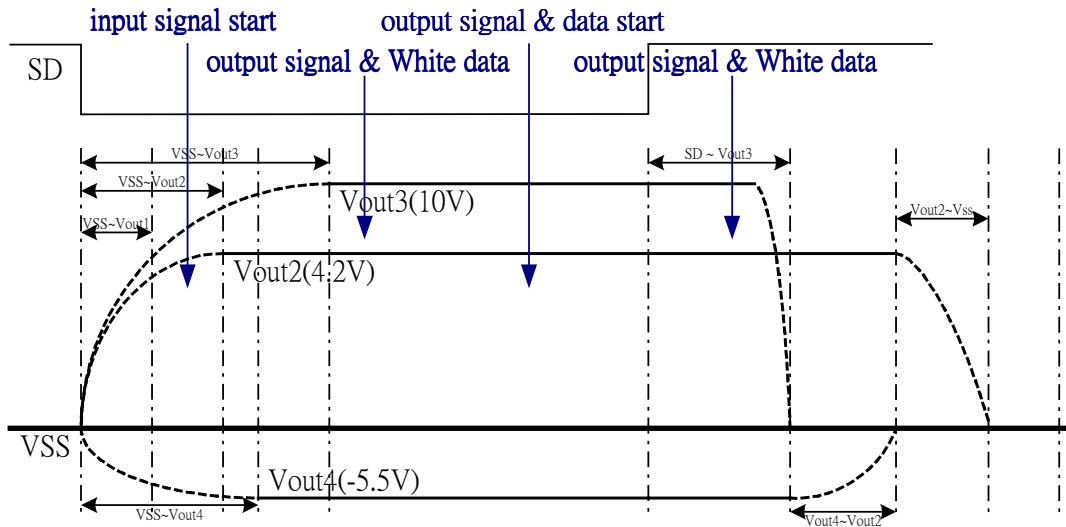 input signal start
output signal & data start
output signal & White data
output signal & White data
SD
VSS~Vout3
SD ~ Vout3
VSS~Vout2
Vout3(10V)
VSS~Vout1
Vout2~Vss
Vout2(4.2V)
VSS
Vout4(-5.5V)
VSS~Vout4
Vout4~Vout2